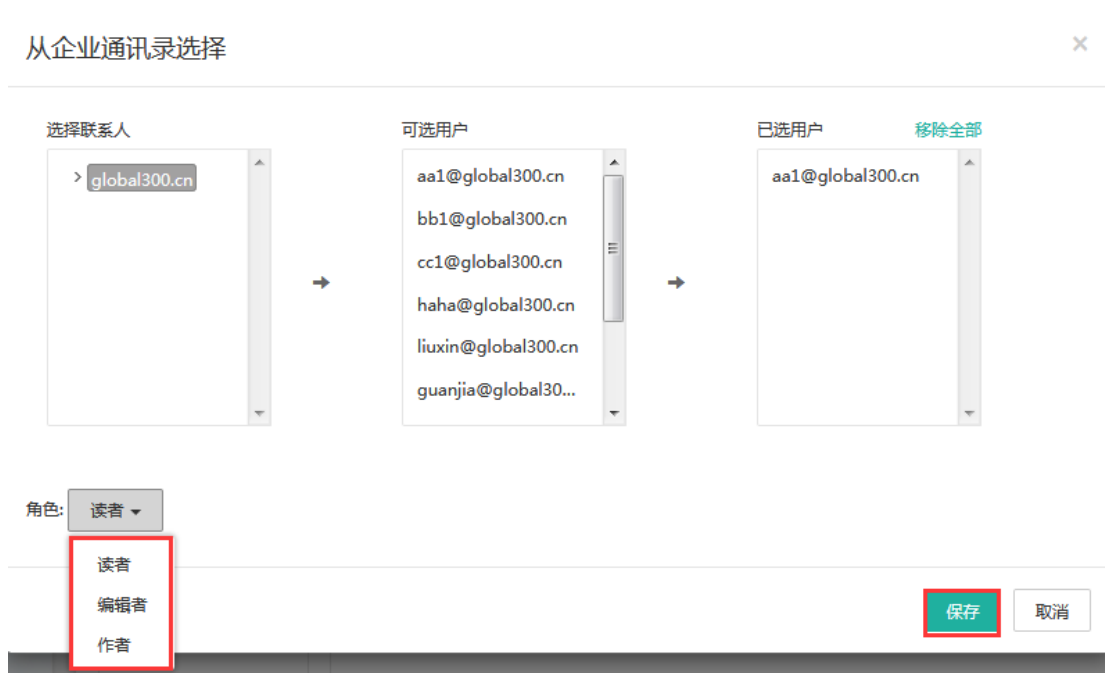 从企业通讯录选择
×
选择联系人
可选用户
已选用户
移除全部
global300.cn
aa1@global300.cn
bb1@global300.cn
cc1@global300.cn
haha@global300.cn
liuxin@global300.cn
guanjia@global30...
aa1@global300.cn
角色:
读者
读者
编辑者
作者
保存
取消